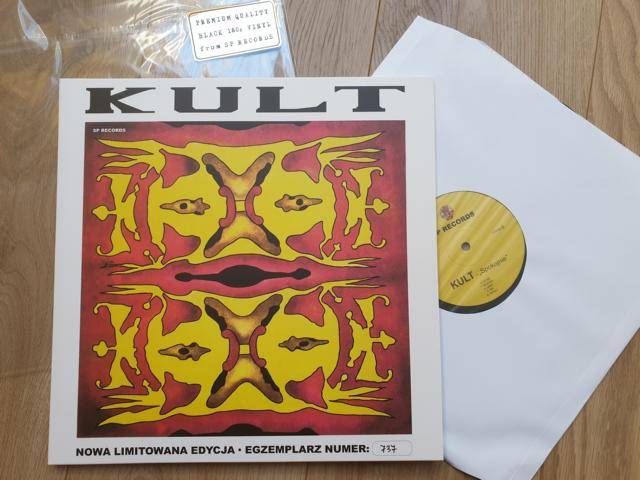 PREMIUM QUALITY
BLACK 180g VINYL
from SP RECORDS
KULT
SP RECORDS
SP RECORDS
KULT - „Spokojnie”
NOWA LIMITOWANA EDYCJA • EGZEMPLARZ NUMER: 737